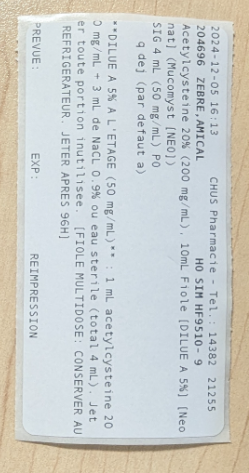 2024-12-05 16:13 CHUS Pharmacie - Tel.: 14382 21255
204696 ZEBRE,AMICAL HO SIM HF9510- 9
Acetylcysteine 20% (200 mg/mL). 10mL Fiole [DILUE A 5%] [Neo
nat] (Mucomyst [NEO])
SIG 4 mL (50 mg/mL) PO
q dej (par defaut a)
**DILUE A 5% A L'ETAGE (50 mg/mL)** : 1 mL acetylcysteine 20
0 mg/mL + 3 mL de NaCl 0.9% ou eau sterile (total 4 mL). Jet
er toute portion inutilisee. [FIOLE MULTIDOSE: CONSERVER AU
REFRIGERATEUR. JETER APRES 96H]
PREVUE: EXP: REIMPRESSION